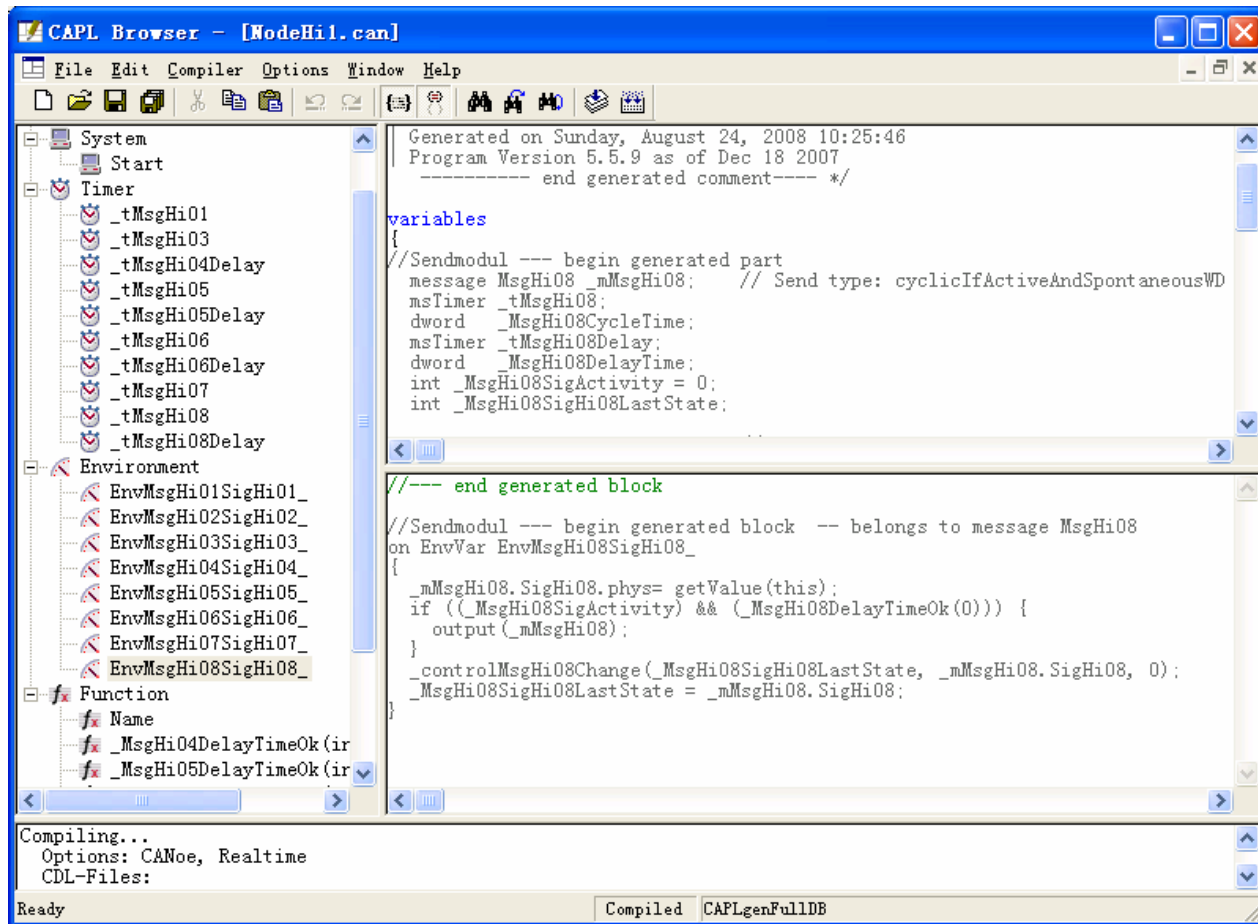 CAPL Browser - [NodeHi1.can]
File Edit Compiler Options Window Help
System
Start
Timer
_tMsgHi01
_tMsgHi03
_tMsgHi04Delay
_tMsgHi05
_tMsgHi05Delay
_tMsgHi06
_tMsgHi06Delay
_tMsgHi07
_tMsgHi08
_tMsgHi08Delay
Environment
EnvMsgHi01SigHi01_
EnvMsgHi02SigHi02_
EnvMsgHi03SigHi03_
EnvMsgHi04SigHi04_
EnvMsgHi05SigHi05_
EnvMsgHi06SigHi06_
EnvMsgHi07SigHi07_
EnvMsgHi08SigHi08_
Function
Name
_MsgHi04DelayTimeOk(ir
_MsgHi05DelayTimeOk(ir
Generated on Sunday, August 24, 2008 10:25:46
Program Version 5.5.9 as of Dec 18 2007
---------- end generated comment---- */
variables
{
//Sendmodul --- begin generated part
message MsgHi08 _mMsgHi08;    // Send type: cyclicIfActiveAndSpontaneousWD
msTimer _tMsgHi08;
dword   _MsgHi08CycleTime;
msTimer _tMsgHi08Delay;
dword   _MsgHi08DelayTime;
int _MsgHi08SigActivity = 0;
int _MsgHi08SigHi08LastState;
//--- end generated block
//Sendmodul --- begin generated block  -- belongs to message MsgHi08
on EnvVar EnvMsgHi08SigHi08_
{
_mMsgHi08.SigHi08.phys= getValue(this);
if ((_MsgHi08SigActivity) && (_MsgHi08DelayTimeOk(0))) {
output(_mMsgHi08);
}
_controlMsgHi08Change(_MsgHi08SigHi08LastState, _mMsgHi08.SigHi08, 0);
_MsgHi08SigHi08LastState = _mMsgHi08.SigHi08;
}
Compiling...
Options: CANoe, Realtime
CDL-Files:
Ready Compiled CAPLgenFullDB